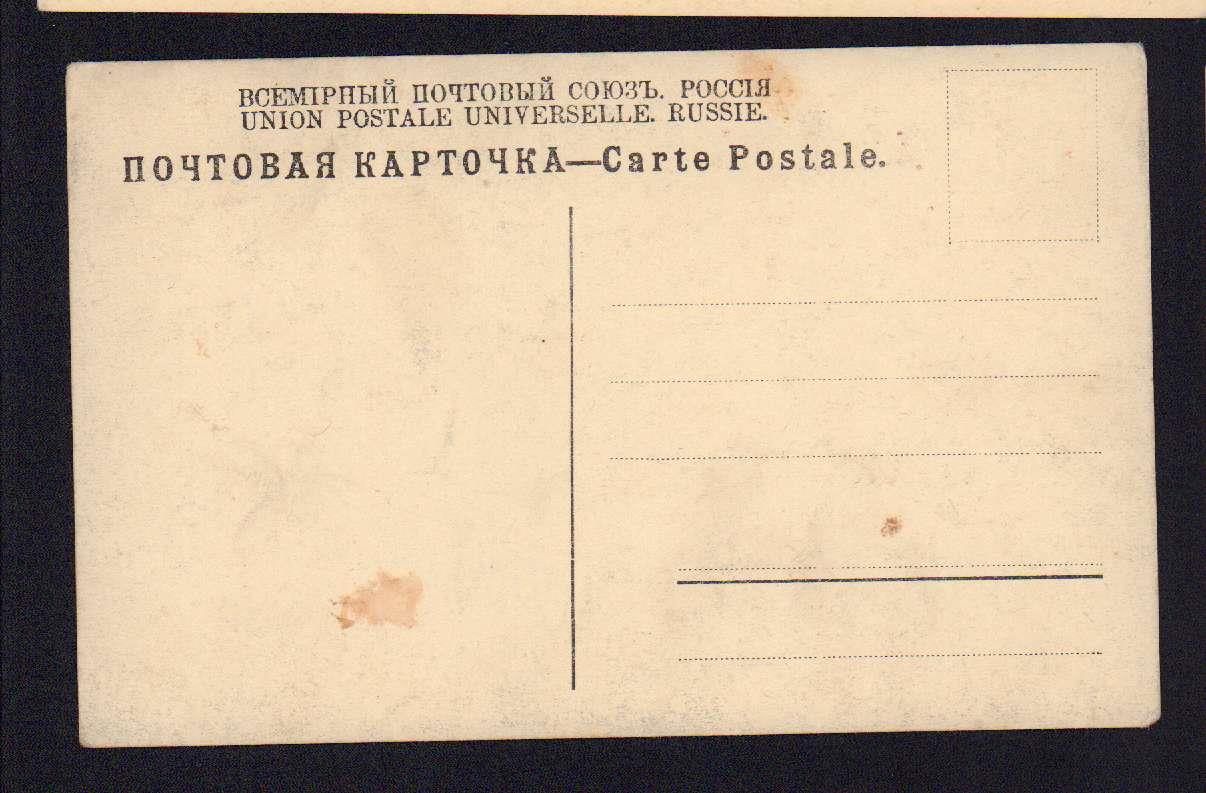 ВСЕМІРНЫЙ ПОЧТОВЫЙ СОЮЗЪ. РОССІЯ
UNION POSTALE UNIVERSELLE. RUSSIE.
ПОЧТОВАЯ КАРТОЧКА—Carte Postale.